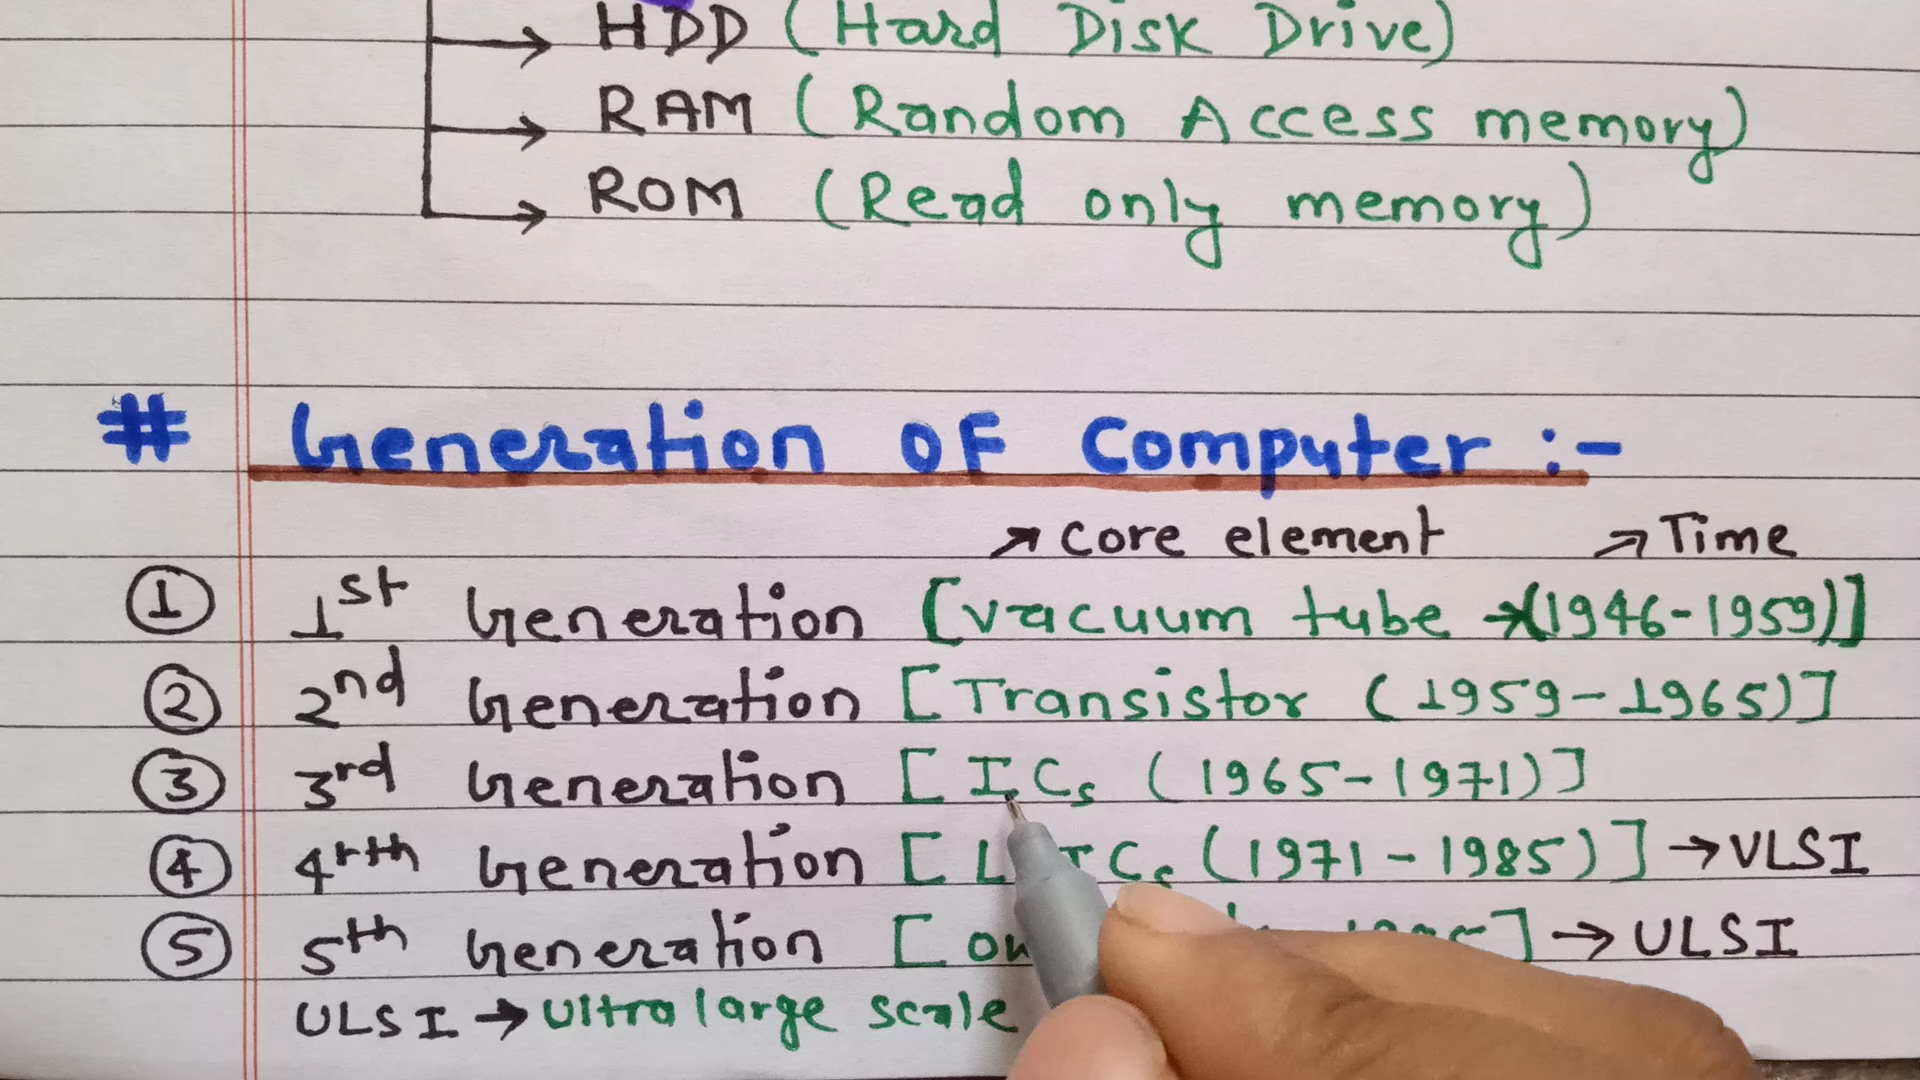 HDD (Hard Disk Drive)
RAM (Random Access memory)
ROM (Read only memory)
# Generation OF Computer :-
↗ core element ↗ Time
① 1st Generation [vacuum tube → (1946-1959)]
② 2nd Generation [Transistor (1959-1965)]
③ 3rd Generation [ICs (1965-1971)]
④ 4rth Generation [ ICs (1971-1985)] → VLSI
⑤ 5th Generation [ ] → ULSI
ULSI → Ultra large scale